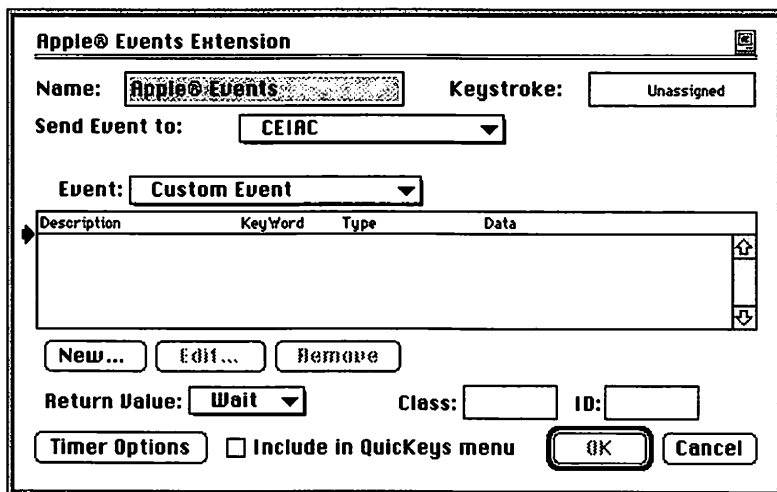 Apple® Events Extension
Name: Apple® Events Keystroke: Unassigned
Send Event to: CEIAC
Event: Custom Event
Description KeyWord Type Data
New... Edit... Remove
Return Value: Wait Class: ID:
Timer Options Include in QuicKeys menu OK Cancel